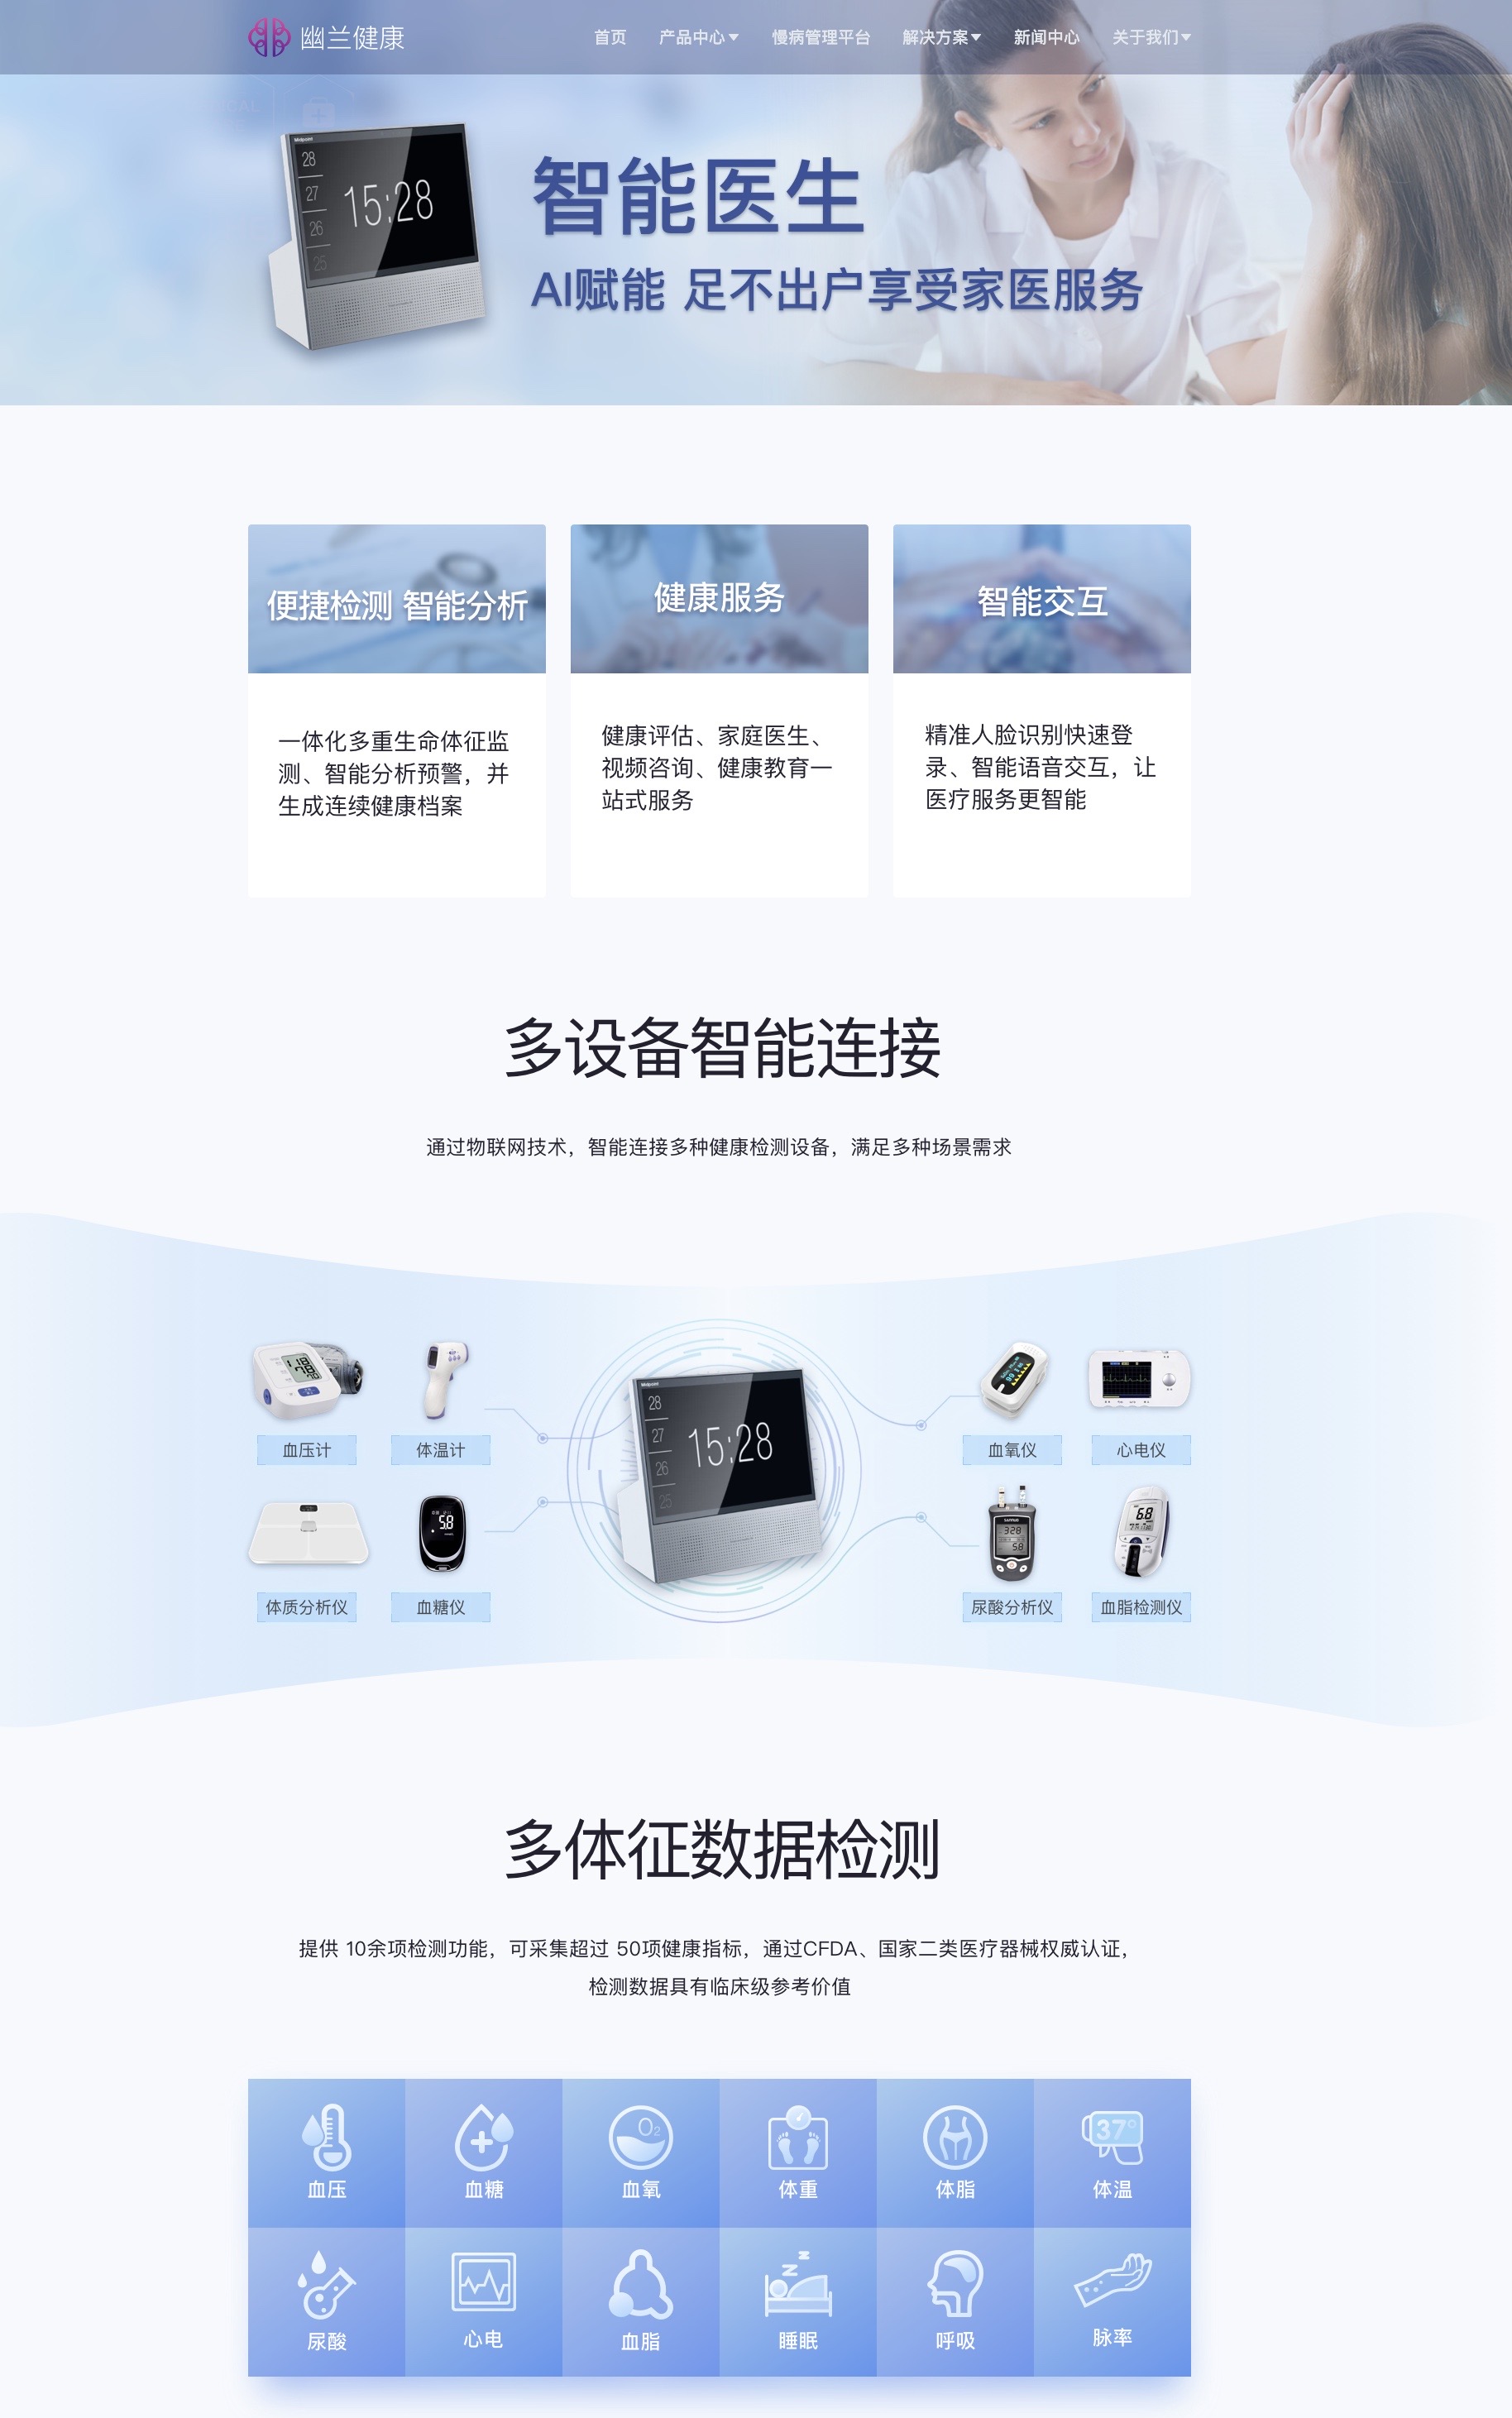 幽兰健康
首页 产品中心 慢病管理平台 解决方案 新闻中心 关于我们
Midpoint
28
27
26
25
15:28
智能医生
AI赋能 足不出户享受家医服务
便捷检测 智能分析
健康服务
智能交互
一体化多重生命体征监
测、智能分析预警，并
生成连续健康档案
健康评估、家庭医生、
视频咨询、健康教育一
站式服务
精准人脸识别快速登
录、智能语音交互，让
医疗服务更智能
多设备智能连接
通过物联网技术，智能连接多种健康检测设备，满足多种场景需求
Midpoint
28
27
26
25
15:28
118
78
70
血压计
体温计
血氧仪
心电仪
5.8
328
58
6.8
体质分析仪
血糖仪
尿酸分析仪
血脂检测仪
多体征数据检测
提供 10余项检测功能，可采集超过 50项健康指标，通过CFDA、国家二类医疗器械权威认证，
检测数据具有临床级参考价值
O2
37°
血压
血糖
血氧
体重
体脂
体温
尿酸
心电
血脂
睡眠
呼吸
脉率